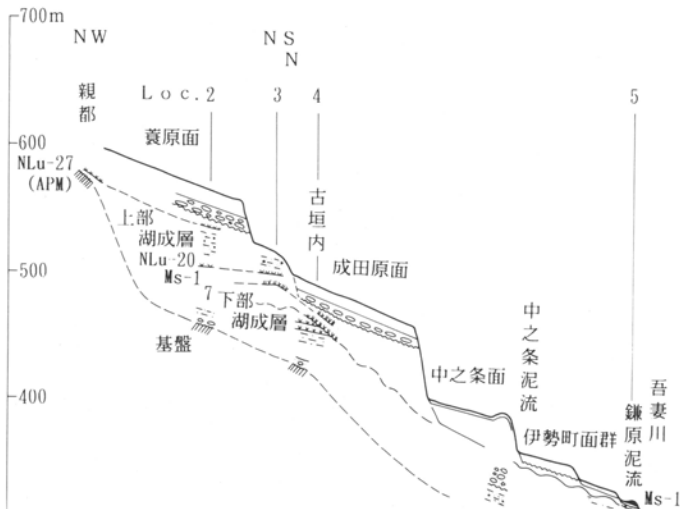 700m
NW
NS
N
親都
Loc.2
3
4
5
蓑原面
600
NLu-27
(APM)
古垣内
上部
湖成層
成田原面
NLu-20
500
Ms-1
7
下部
湖成層
中之条泥流
基盤
中之条面
吾妻川
400
鎌原泥流
伊勢町面群
Ms-1